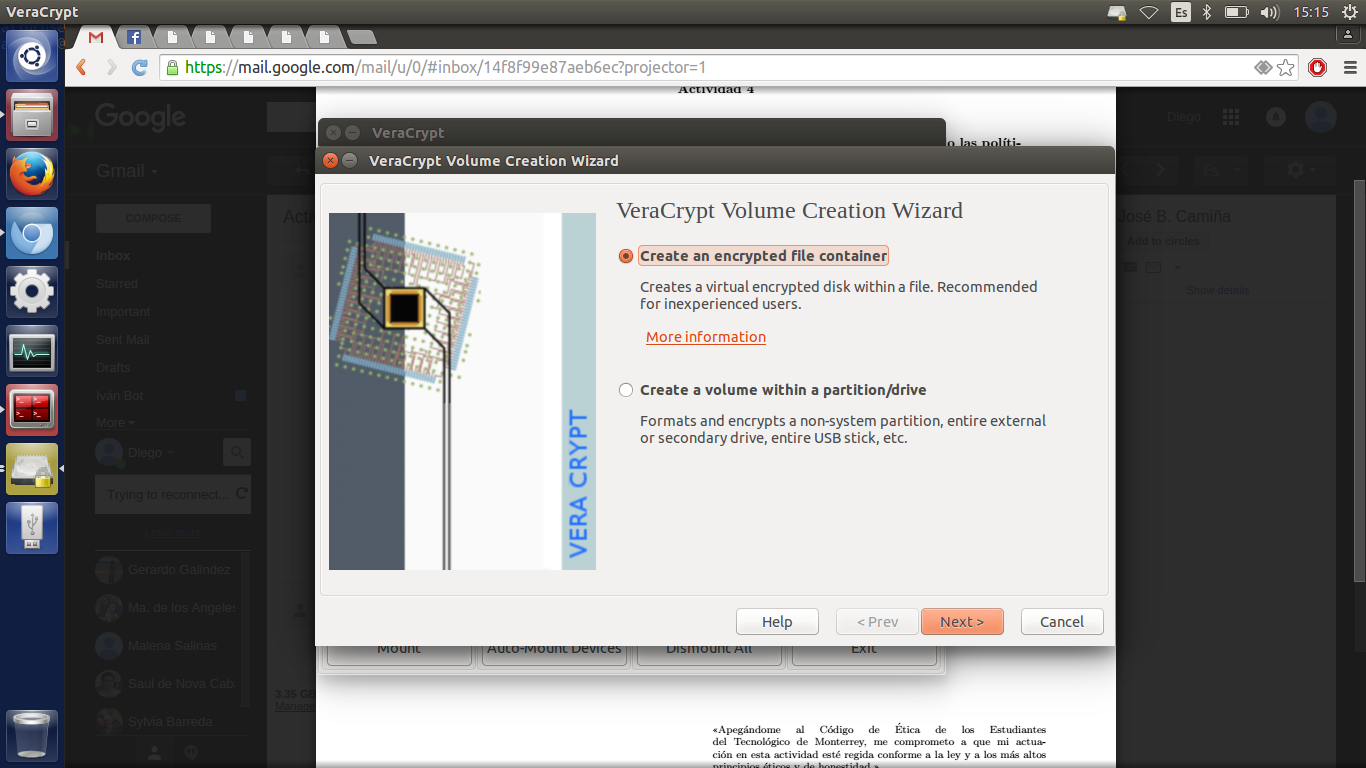 VeraCrypt
Es
15:15
https://mail.google.com/mail/u/0/#inbox/14f8f99e87aeb6ec?projector=1
Actividad 4
Google
Diego
VeraCrypt
o las políti-
VeraCrypt Volume Creation Wizard
Gmail
Es
COMPOSE
Acti
José B. Camiña
Add to circles
Show details
Inbox
Starred
Important
Sent Mail
Drafts
Iván Bot
More
Diego
Trying to reconnect...
Gerardo Galindez
Ma. de los Angeles
Malena Salinas
Saul de Nova Cab
Sylvia Barreda
VeraCrypt Volume Creation Wizard
Create an encrypted file container
Creates a virtual encrypted disk within a file. Recommended
for inexperienced users.
More information
Create a volume within a partition/drive
Formats and encrypts a non-system partition, entire external
or secondary drive, entire USB stick, etc.
VERA CRYPT
Help
< Prev
Next >
Cancel
Mount
Auto-Mount Devices
Dismount All
Exit
3.35 GB
Manage
«Apegándome al Código de Ética de los Estudiantes
del Tecnológico de Monterrey, me comprometo a que mi actua-
ción en esta actividad esté regida conforme a la ley y a los más altos
principios éticos y de honestidad.»